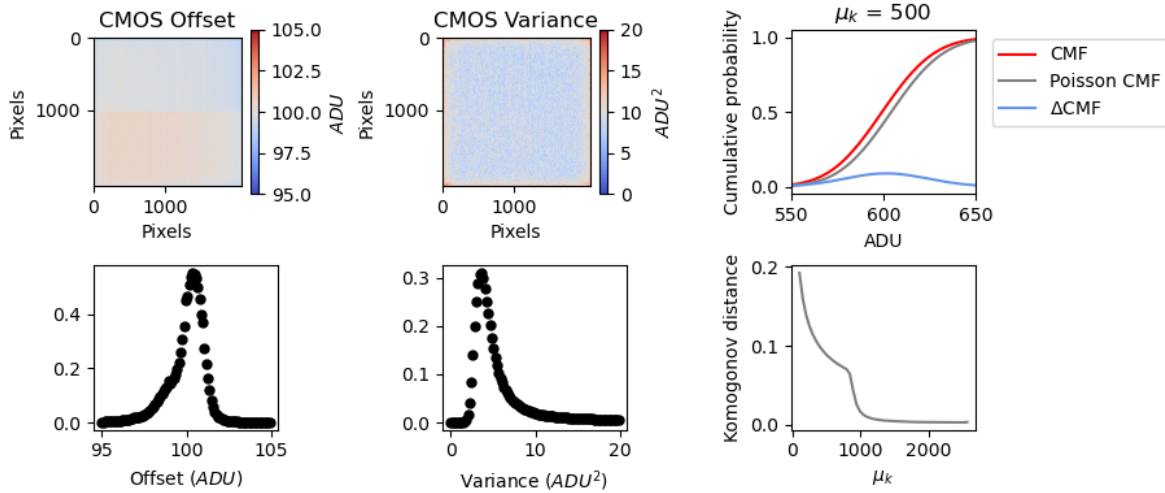 CMOS Offset
0
1000
Pixels
0
1000
Pixels
105.0
102.5
100.0
97.5
95.0
ADU
CMOS Variance
0
1000
Pixels
0
1000
Pixels
20
15
10
5
0
ADU²
μₖ = 500
1.0
0.5
0.0
Cumulative probability
550
600
650
ADU
CMF
Poisson CMF
ΔCMF
0.4
0.2
0.0
95
100
105
Offset (ADU)
0.3
0.2
0.1
0.0
0
10
20
Variance (ADU²)
0.2
0.1
0.0
Komogonov distance
0
1000
2000
μₖ